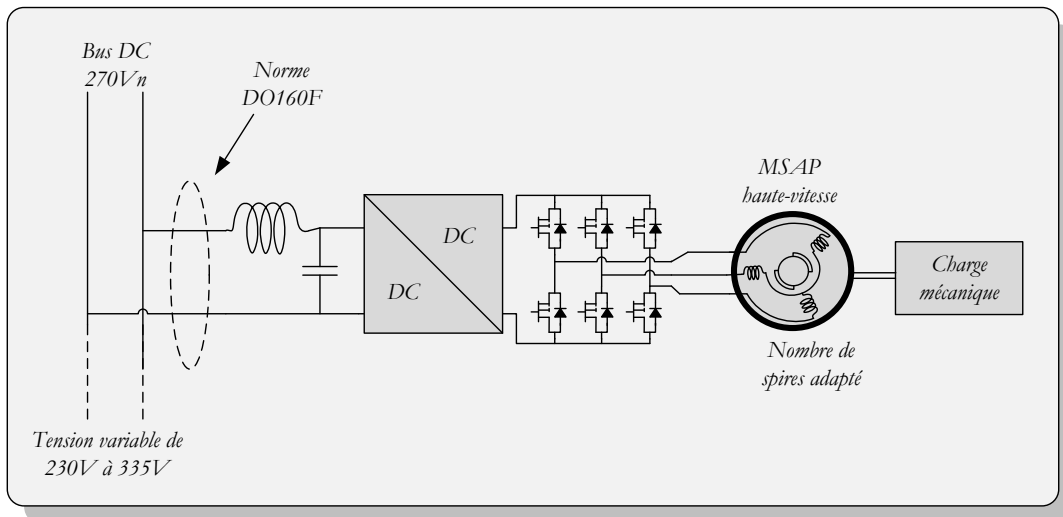 Bus DC
270Vn
Norme
DO160F
DC
DC
MSAP
haute-vitesse
Charge
mécanique
Nombre de
spires adapté
Tension variable de
230V à 335V